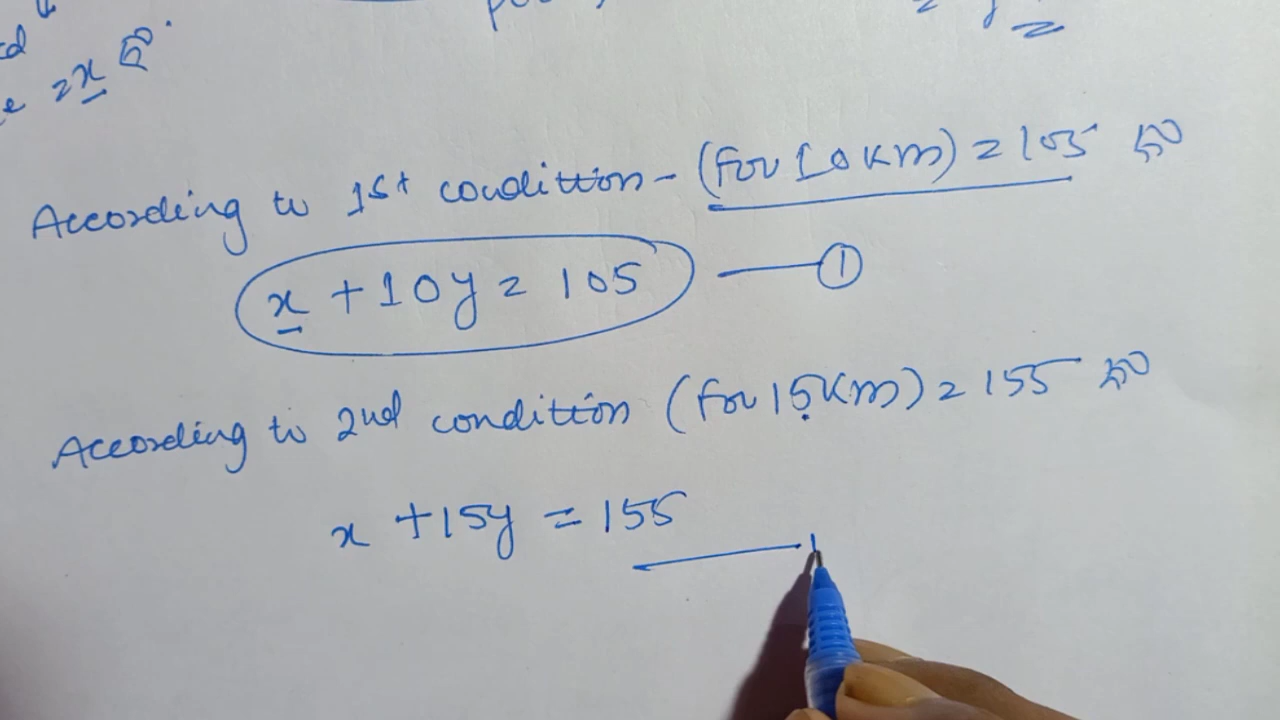 = x रु.
According to 1st condition - (for 10 km) = 105 रु
x + 10y = 105 ①
According to 2nd condition (for 15 km) = 155 रु
x + 15y = 155